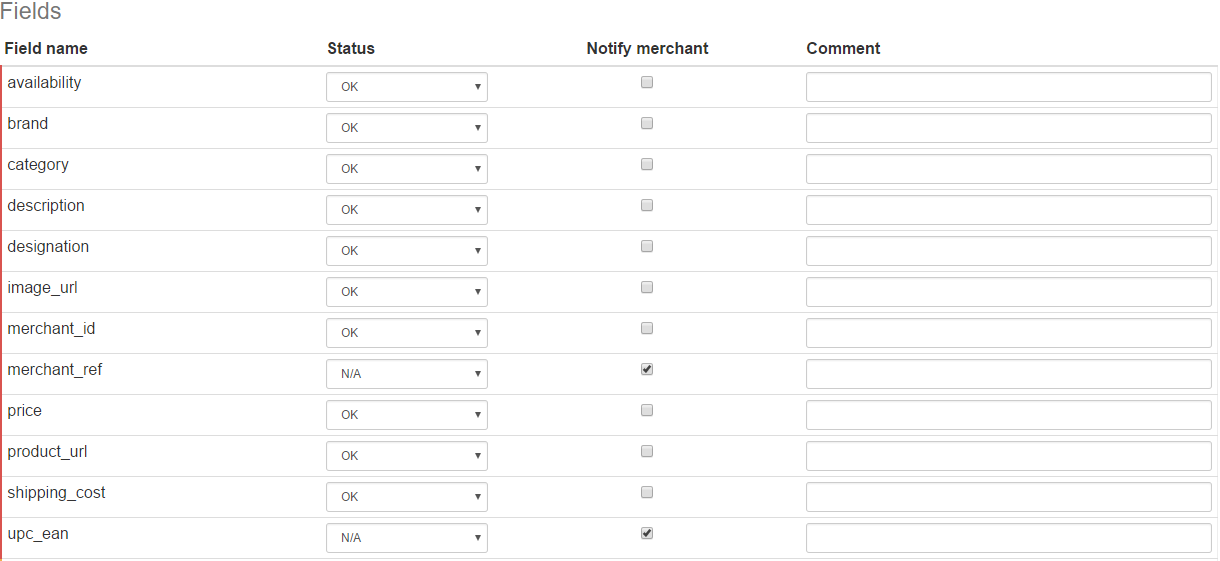 Fields
Field name Status Notify merchant Comment
availability OK
brand OK
category OK
description OK
designation OK
image_url OK
merchant_id OK
merchant_ref N/A
price OK
product_url OK
shipping_cost OK
upc_ean N/A